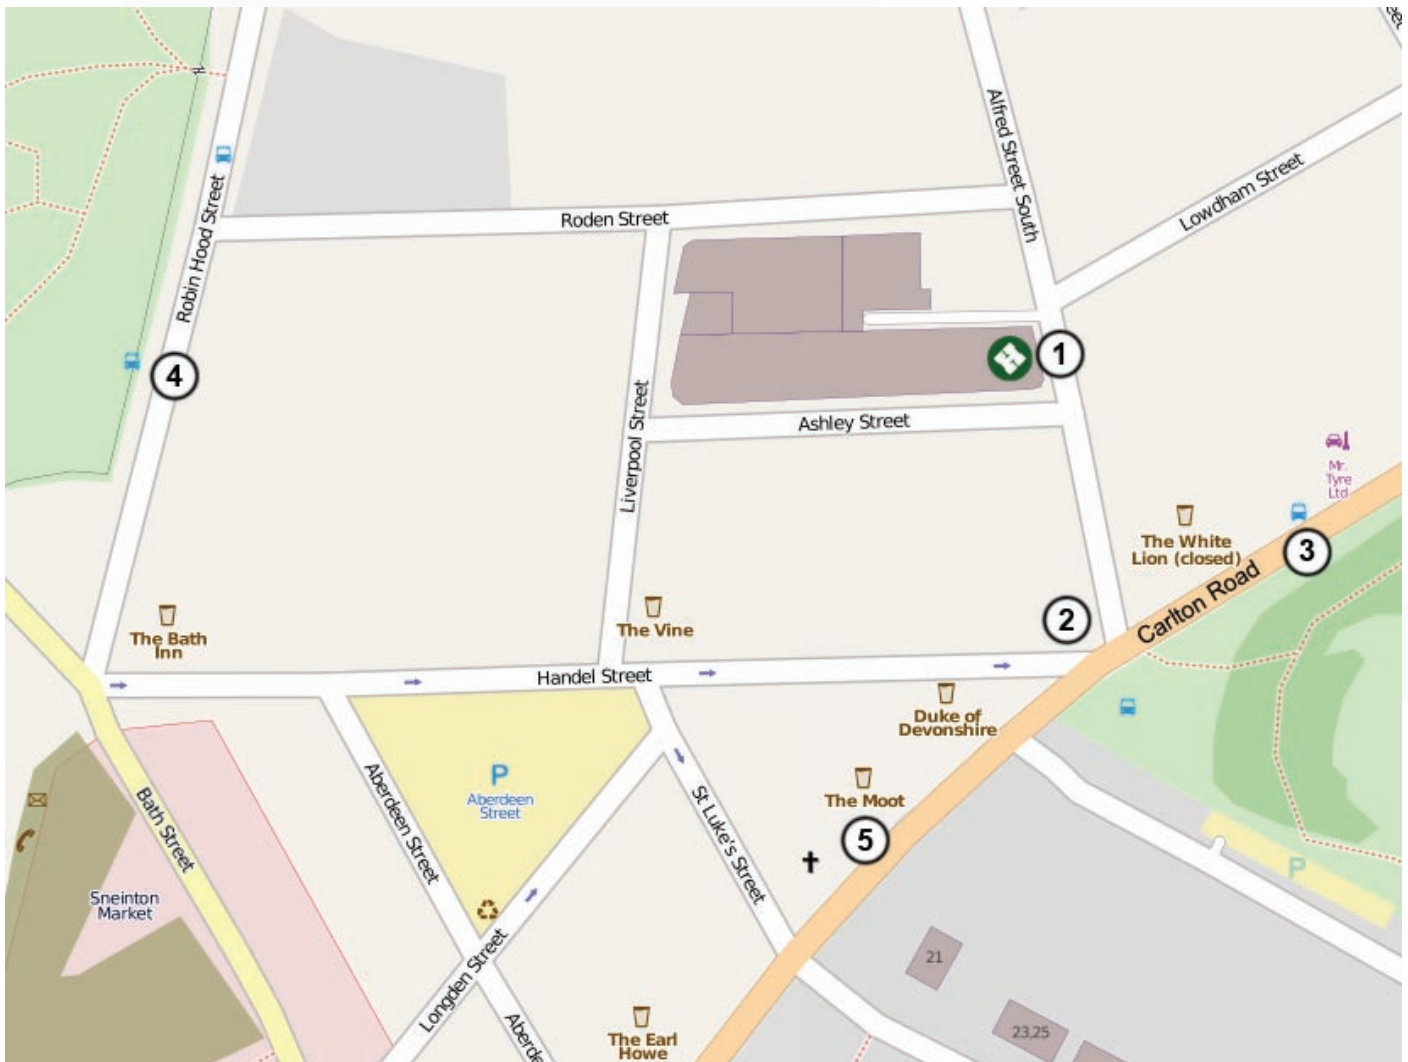 Alfred Street South
Lowdham Street
Roden Street
Robin Hood Street
1
4
Liverpool Street
Ashley Street
Mr.
Tyre
Ltd
The White
Lion (closed)
3
Carlton Road
2
The Bath
Inn
The Vine
Handel Street
Duke of
Devonshire
P
Aberdeen
Street
The Moot
5
Bath Street
Aberdeen Street
St Luke's Street
P
Sneinton
Market
Longden Street
21
23,25
The Earl
Howe